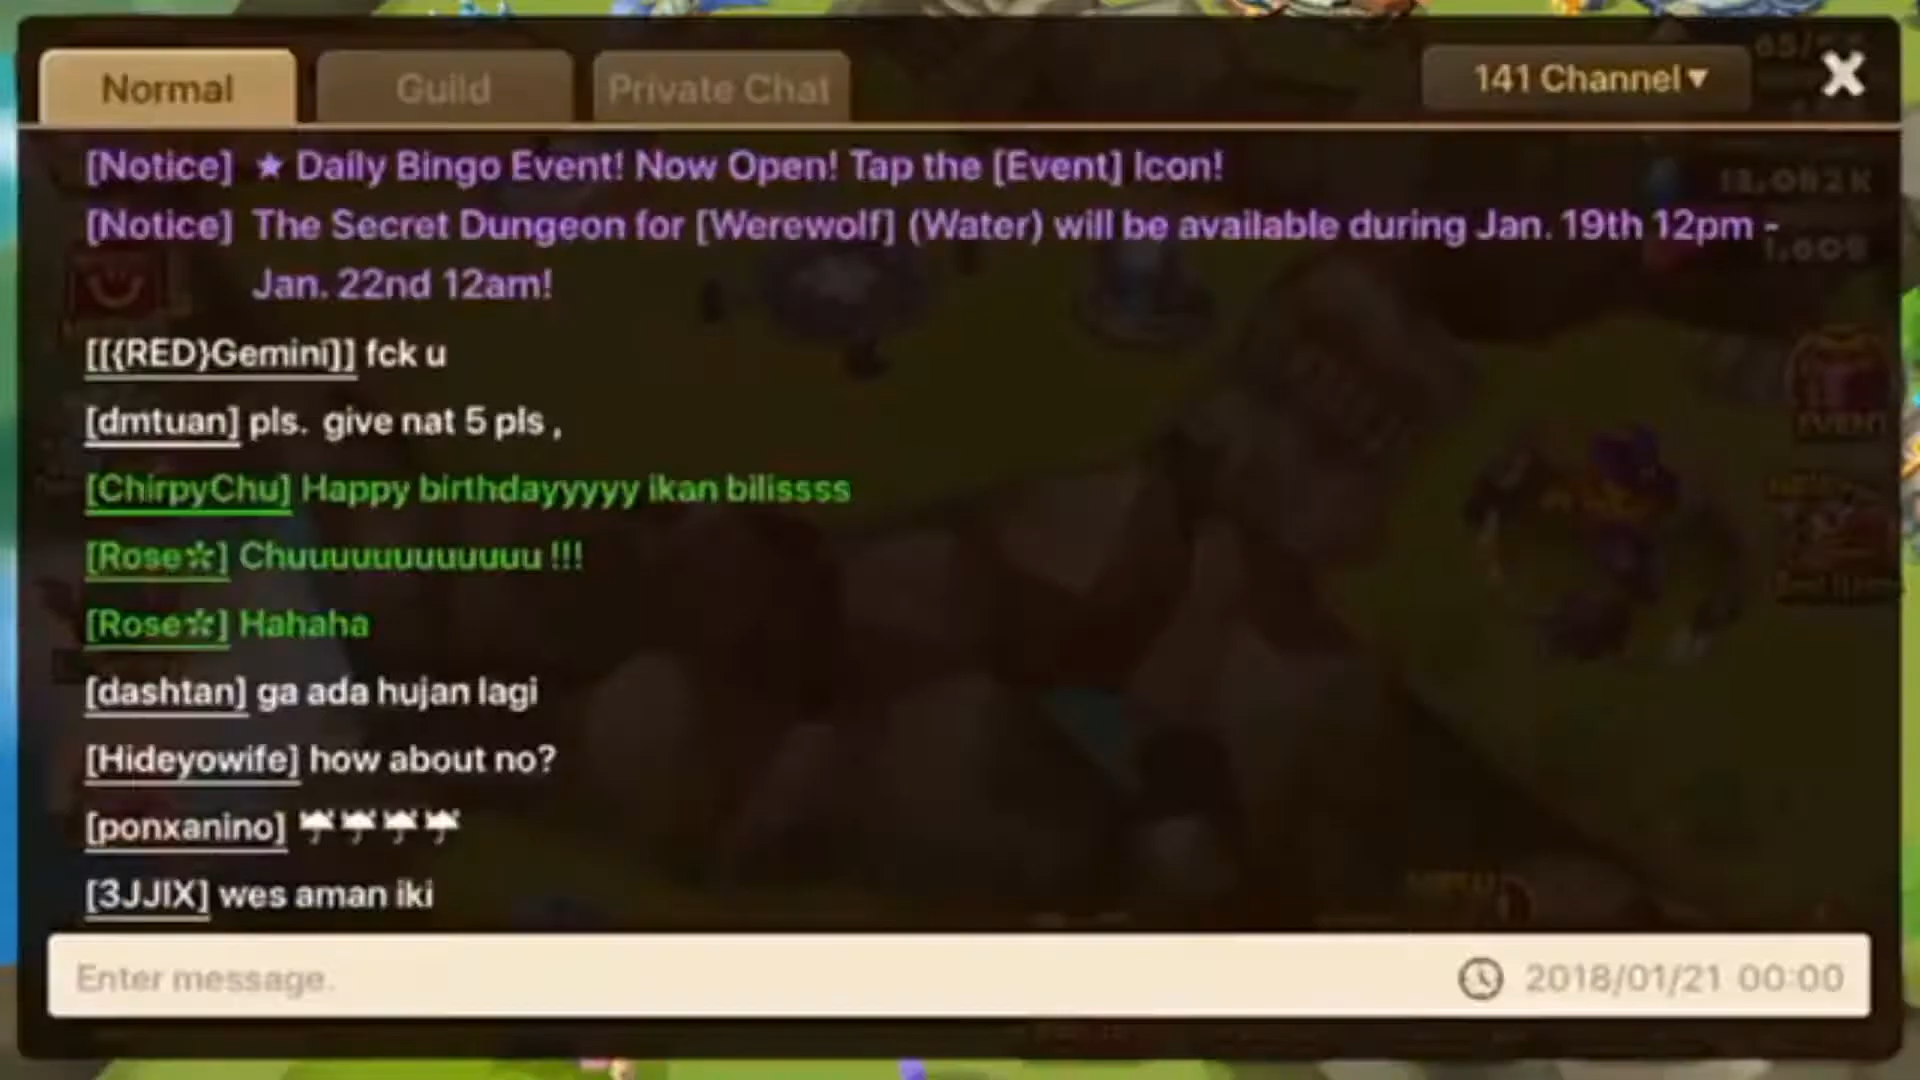 Normal
Guild
Private Chat
141 Channel▼
[Notice] ★ Daily Bingo Event! Now Open! Tap the [Event] Icon!
[Notice] The Secret Dungeon for [Werewolf] (Water) will be available during Jan. 19th 12pm -
Jan. 22nd 12am!
[[{RED}Gemini]] fck u
[dmtuan] pls. give nat 5 pls ,
[ChirpyChu] Happy birthdayyyyy ikan bilissss
[Rose☆] Chuuuuuuuuuuuu !!!
[Rose☆] Hahaha
[dashtan] ga ada hujan lagi
[Hideyowife] how about no?
[ponxanino] ☂☂☂☂
[3JJIX] wes aman iki
Enter message.
2018/01/21 00:00
EVENT